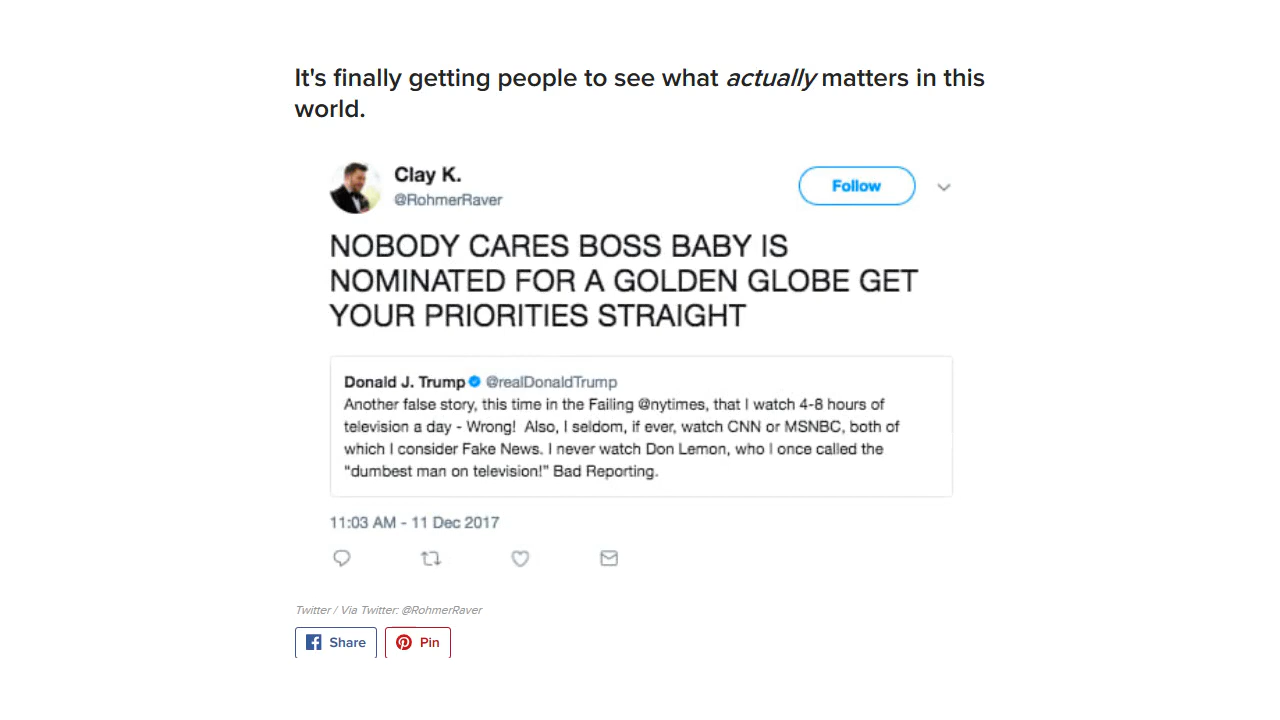 It's finally getting people to see what actually matters in this
world.
Clay K.
@RohmerRaver
Follow
NOBODY CARES BOSS BABY IS
NOMINATED FOR A GOLDEN GLOBE GET
YOUR PRIORITIES STRAIGHT
Donald J. Trump @realDonaldTrump
Another false story, this time in the Failing @nytimes, that I watch 4-8 hours of
television a day - Wrong!  Also, I seldom, if ever, watch CNN or MSNBC, both of
which I consider Fake News. I never watch Don Lemon, who I once called the
“dumbest man on television!” Bad Reporting.
11:03 AM - 11 Dec 2017
Twitter / Via Twitter: @RohmerRaver
Share
Pin